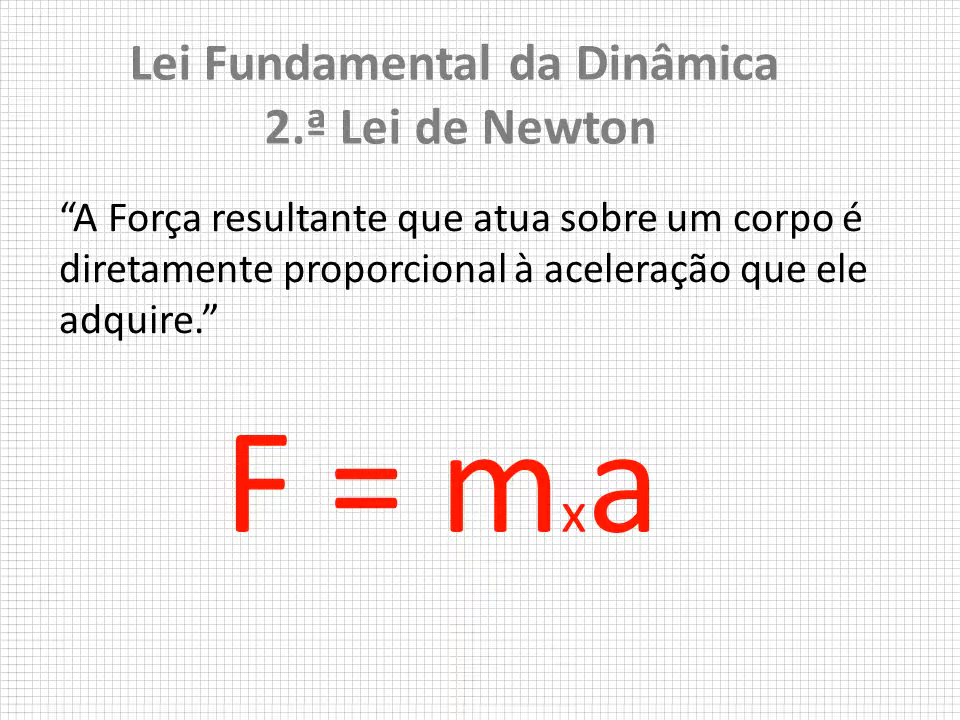 Lei Fundamental da Dinâmica
2.ª Lei de Newton
“A Força resultante que atua sobre um corpo é
diretamente proporcional à aceleração que ele
adquire.”
F = mxa